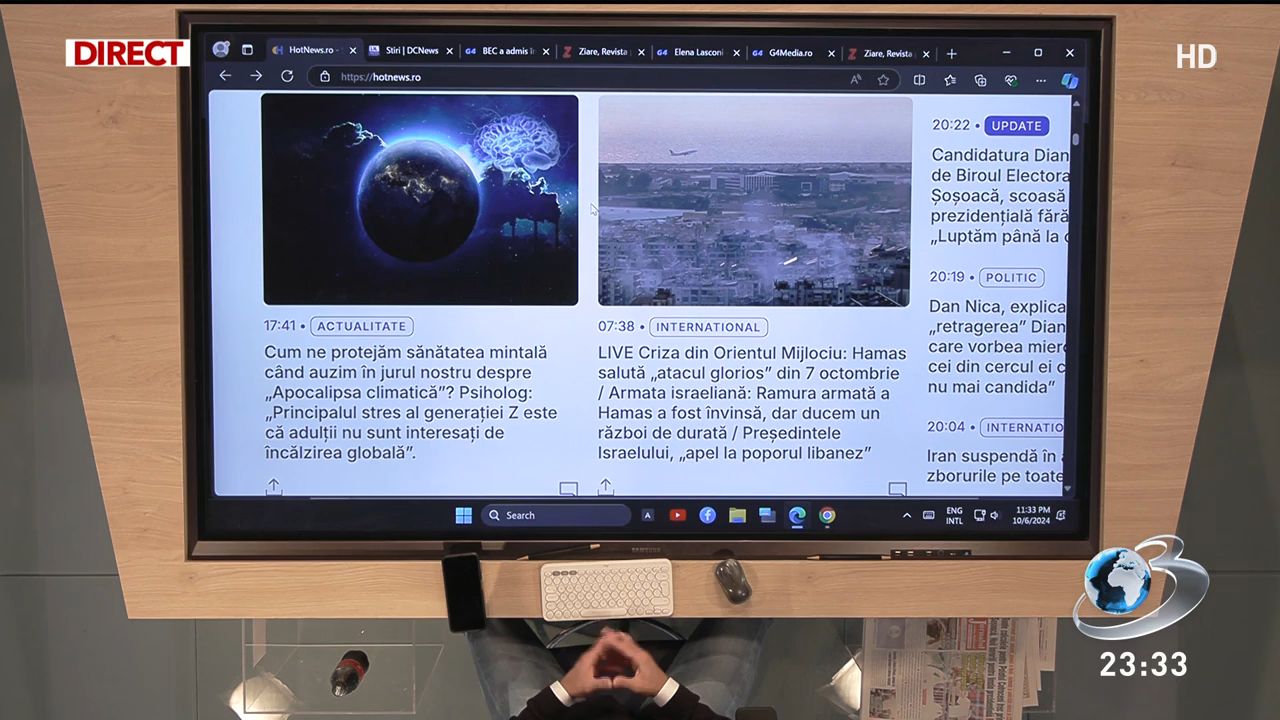 DIRECT
HD
HotNews.ro -
Stiri | DCNews
BEC a admis î
Ziare, Revista
Elena Lasconi
G4Media.ro
Ziare, Revista
https://hotnews.ro
17:41 • ACTUALITATE
Cum ne protejăm sănătatea mintală
când auzim în jurul nostru despre
„Apocalipsa climatică”? Psiholog:
„Principalul stres al generației Z este
că adulții nu sunt interesați de
încălzirea globală”.
07:38 • INTERNATIONAL
LIVE Criza din Orientul Mijlociu: Hamas
salută „atacul glorios” din 7 octombrie
/ Armata israeliană: Ramura armată a
Hamas a fost învinsă, dar ducem un
război de durată / Președintele
Israelului, „apel la poporul libanez”
20:22 • UPDATE
Candidatura Dian
de Biroul Electora
Șoșoacă, scoasă
prezidențială fără
„Luptăm până la c
20:19 • POLITIC
Dan Nica, explica
„retragerea” Dian
care vorbea mierc
cei din cercul ei c
nu mai candida”
20:04 • INTERNATIO
Iran suspendă în a
zborurile pe toate
Search
ENG
INTL
11:33 PM
10/6/2024
SAMSUNG
3
23:33